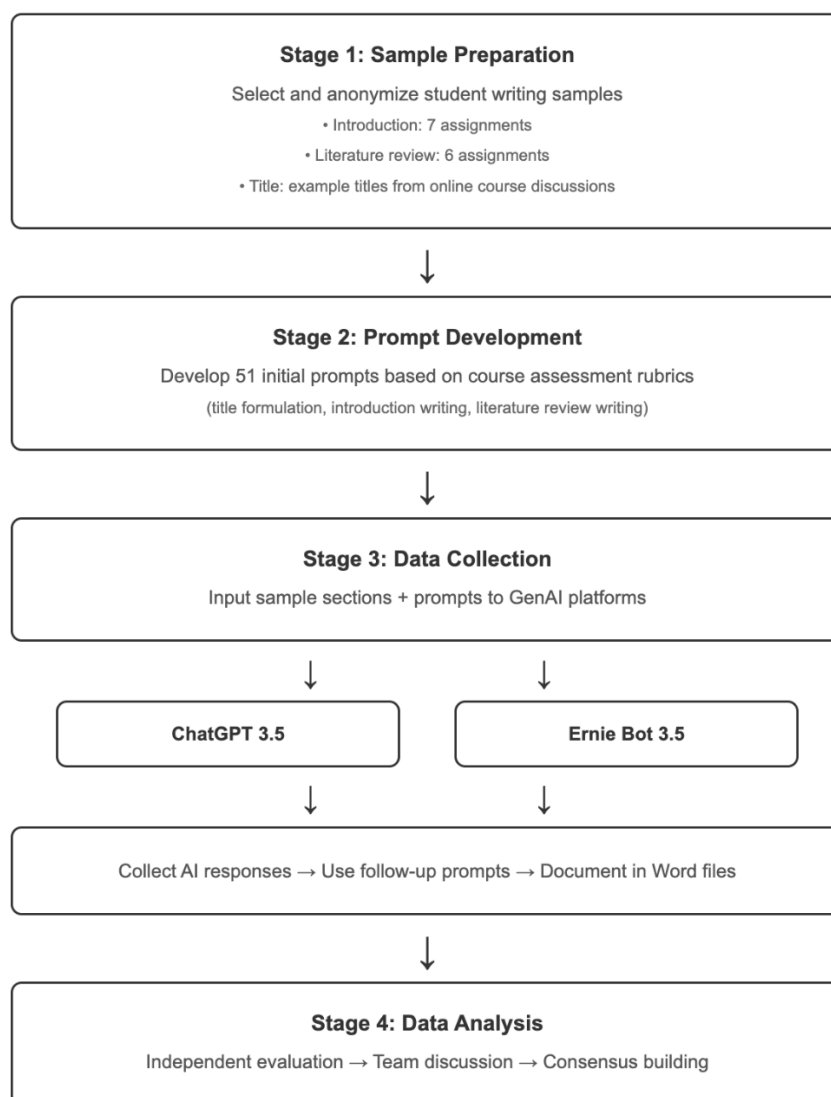 Stage 1: Sample Preparation
Select and anonymize student writing samples
• Introduction: 7 assignments
• Literature review: 6 assignments
• Title: example titles from online course discussions
↓
Stage 2: Prompt Development
Develop 51 initial prompts based on course assessment rubrics
(title formulation, introduction writing, literature review writing)
↓
Stage 3: Data Collection
Input sample sections + prompts to GenAI platforms
↓ ↓
ChatGPT 3.5
Ernie Bot 3.5
↓ ↓
Collect AI responses → Use follow-up prompts → Document in Word files
↓
Stage 4: Data Analysis
Independent evaluation → Team discussion → Consensus building